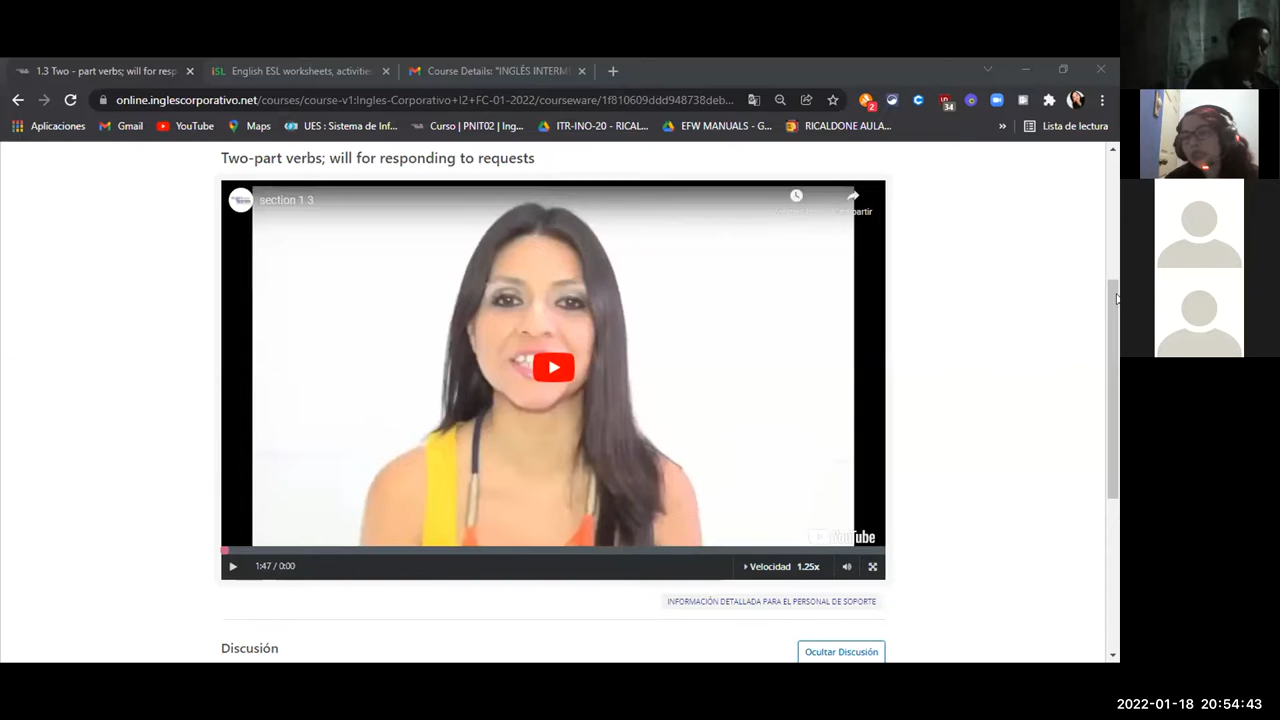 1.3 Two - part verbs; will for resp
iSL English ESL worksheets, activitie
Course Details: "INGLÉS INTERM
online.inglescorporativo.net/courses/course-v1:Ingles-Corporativo+I2+FC-01-2022/courseware/1f810609ddd948738deb...
2
34
Aplicaciones
Gmail
YouTube
Maps
UES : Sistema de Inf...
Curso | PNIT02 | Ing...
ITR-INO-20 - RICAL...
EFW MANUALS - G...
RICALDONE AULA...
»
Lista de lectura
Two-part verbs; will for responding to requests
section 1 3
YouTube
1:47 / 0:00
Velocidad 1.25x
INFORMACIÓN DETALLADA PARA EL PERSONAL DE SOPORTE
Discusión
Ocultar Discusión
2022-01-18 20:54:43